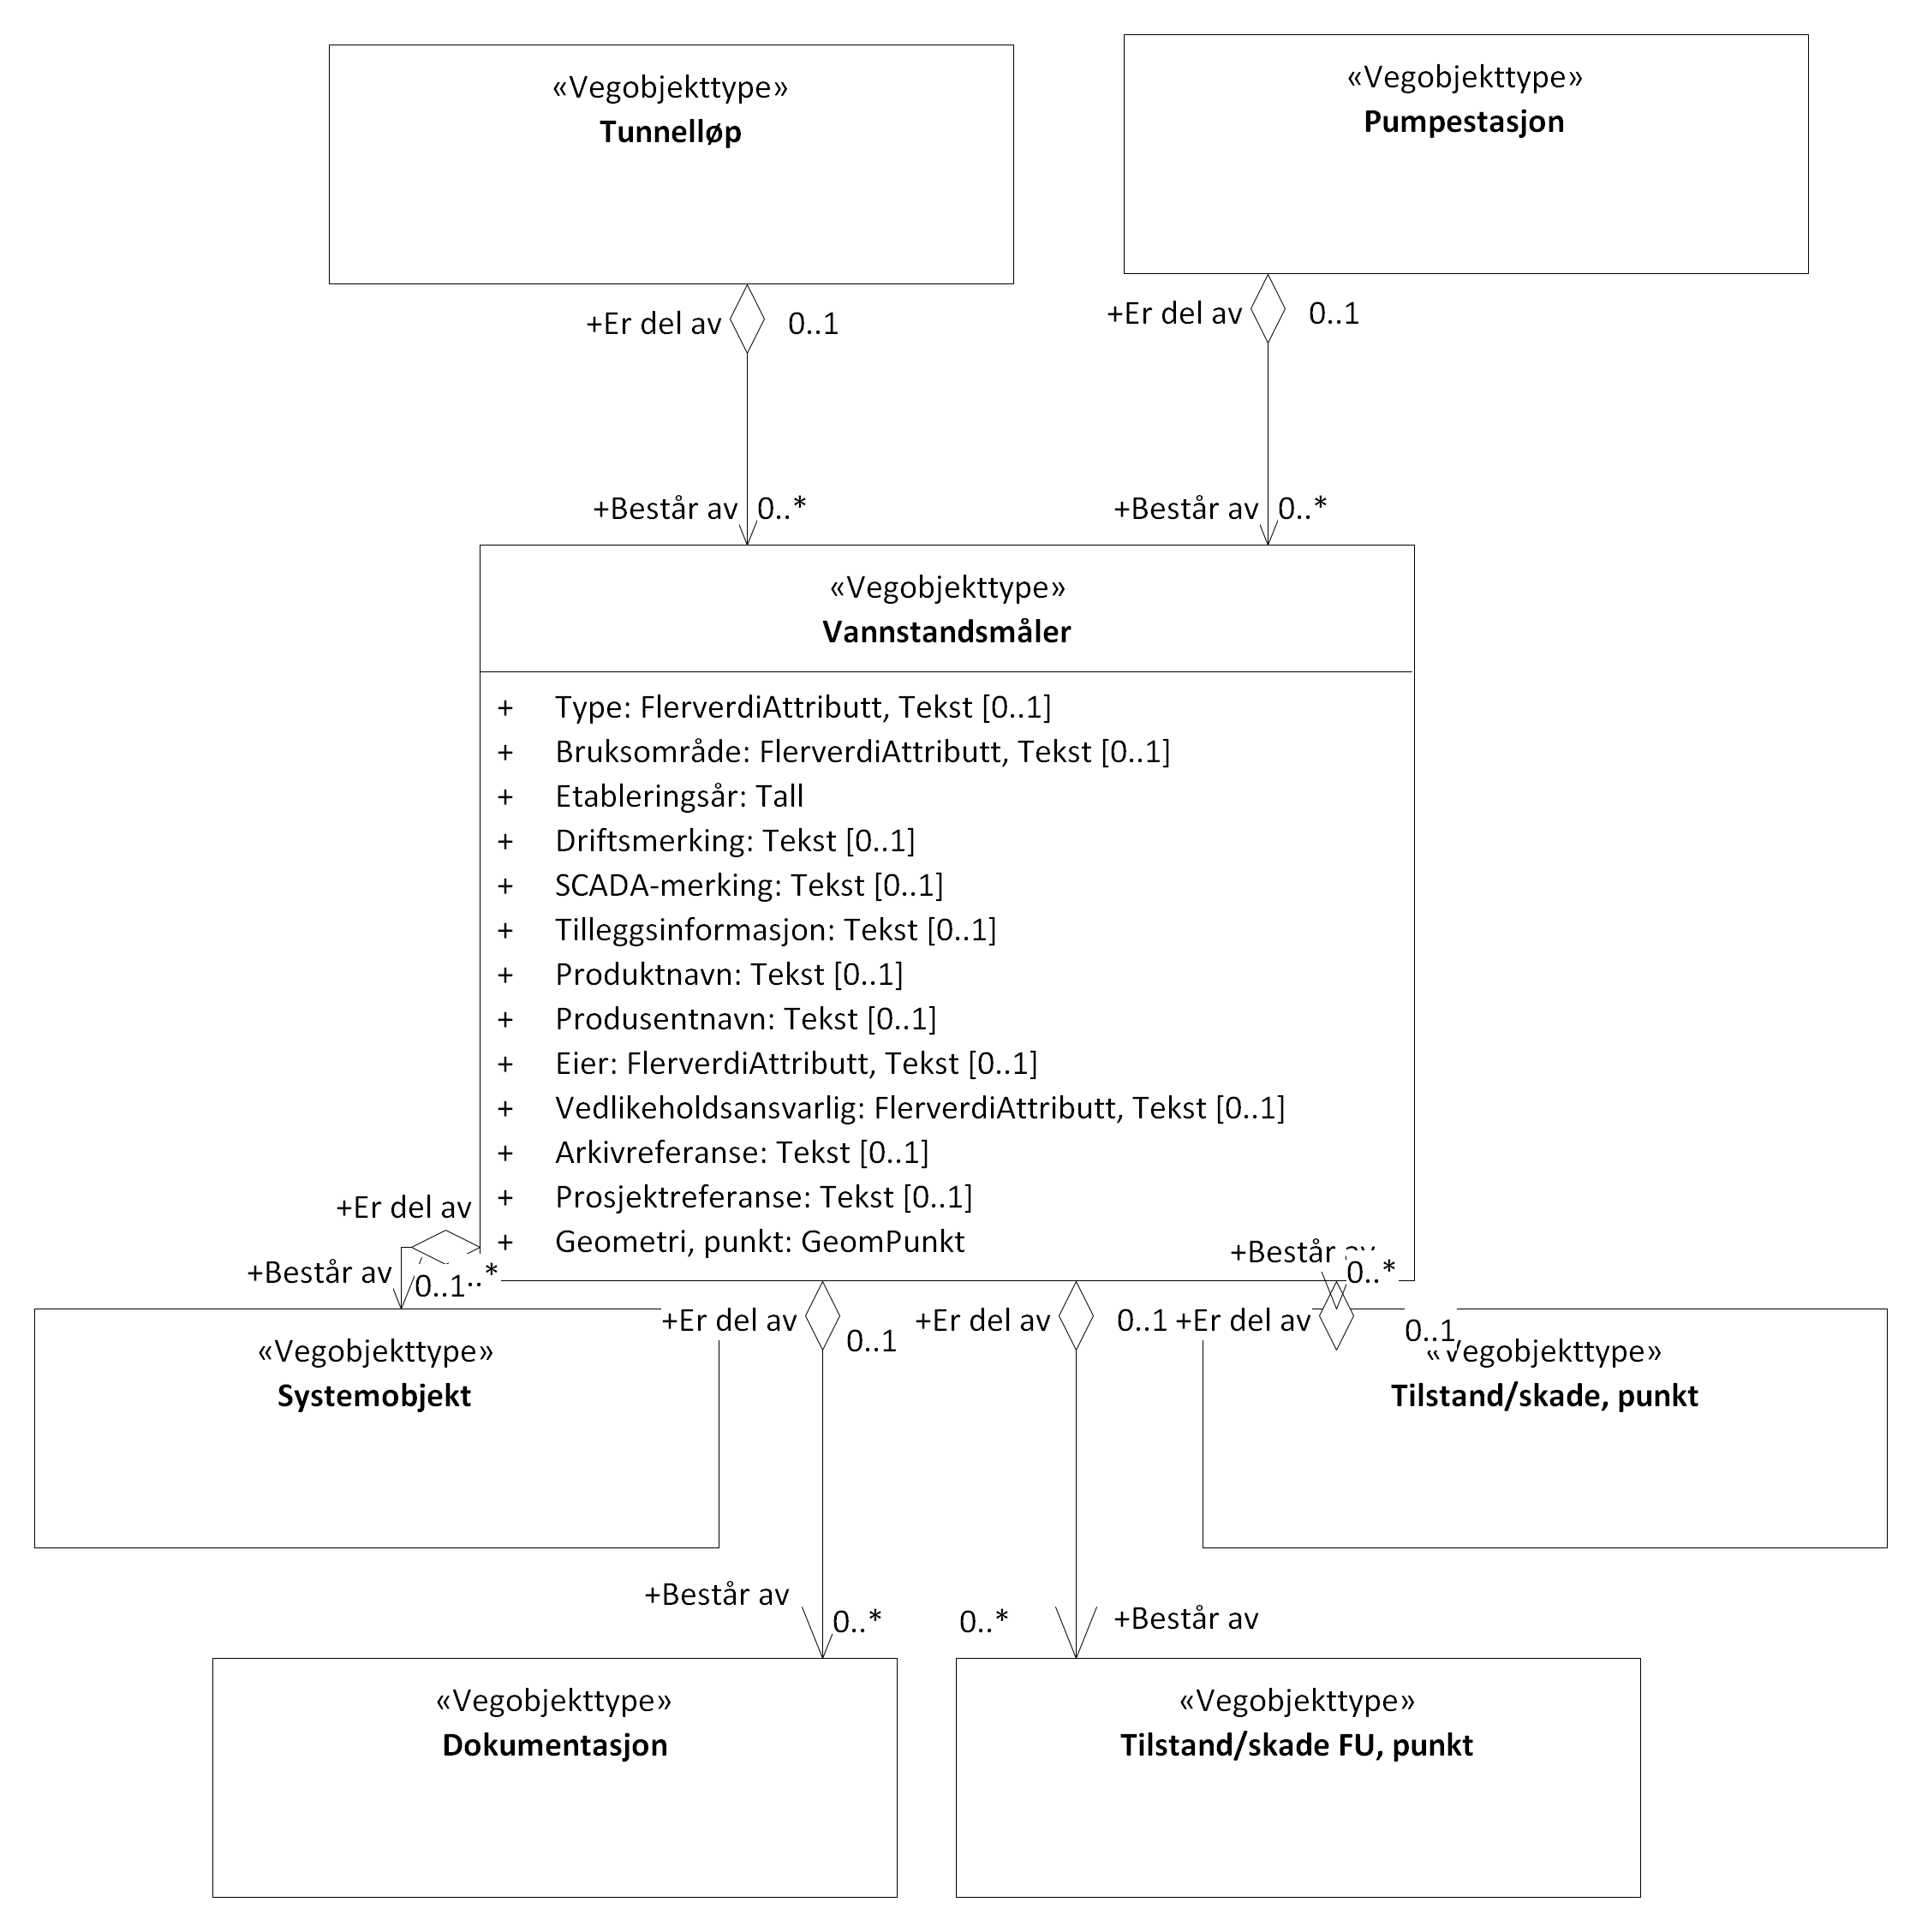 «Vegobjekttype»
Tunnelløp
«Vegobjekttype»
Pumpestasjon
+Er del av
0..1
+Er del av
0..1
+Består av
0..*
+Består av
0..*
«Vegobjekttype»
Vannstandsmåler
+ Type: FlerverdiAttributt, Tekst [0..1]
+ Bruksområde: FlerverdiAttributt, Tekst [0..1]
+ Etableringsår: Tall
+ Driftsmerking: Tekst [0..1]
+ SCADA-merking: Tekst [0..1]
+ Tilleggsinformasjon: Tekst [0..1]
+ Produktnavn: Tekst [0..1]
+ Produsentnavn: Tekst [0..1]
+ Eier: FlerverdiAttributt, Tekst [0..1]
+ Vedlikeholdsansvarlig: FlerverdiAttributt, Tekst [0..1]
+ Arkivreferanse: Tekst [0..1]
+ Prosjektreferanse: Tekst [0..1]
+ Geometri, punkt: GeomPunkt
+Er del av
+Består av
0..1
..*
+Består av
0..*
+Er del av
0..1
+Er del av
0..1
+Er del av
0..1
«Vegobjekttype»
Systemobjekt
«Vegobjekttype»
Tilstand/skade, punkt
+Består av
0..*
0..*
+Består av
«Vegobjekttype»
Dokumentasjon
«Vegobjekttype»
Tilstand/skade FU, punkt